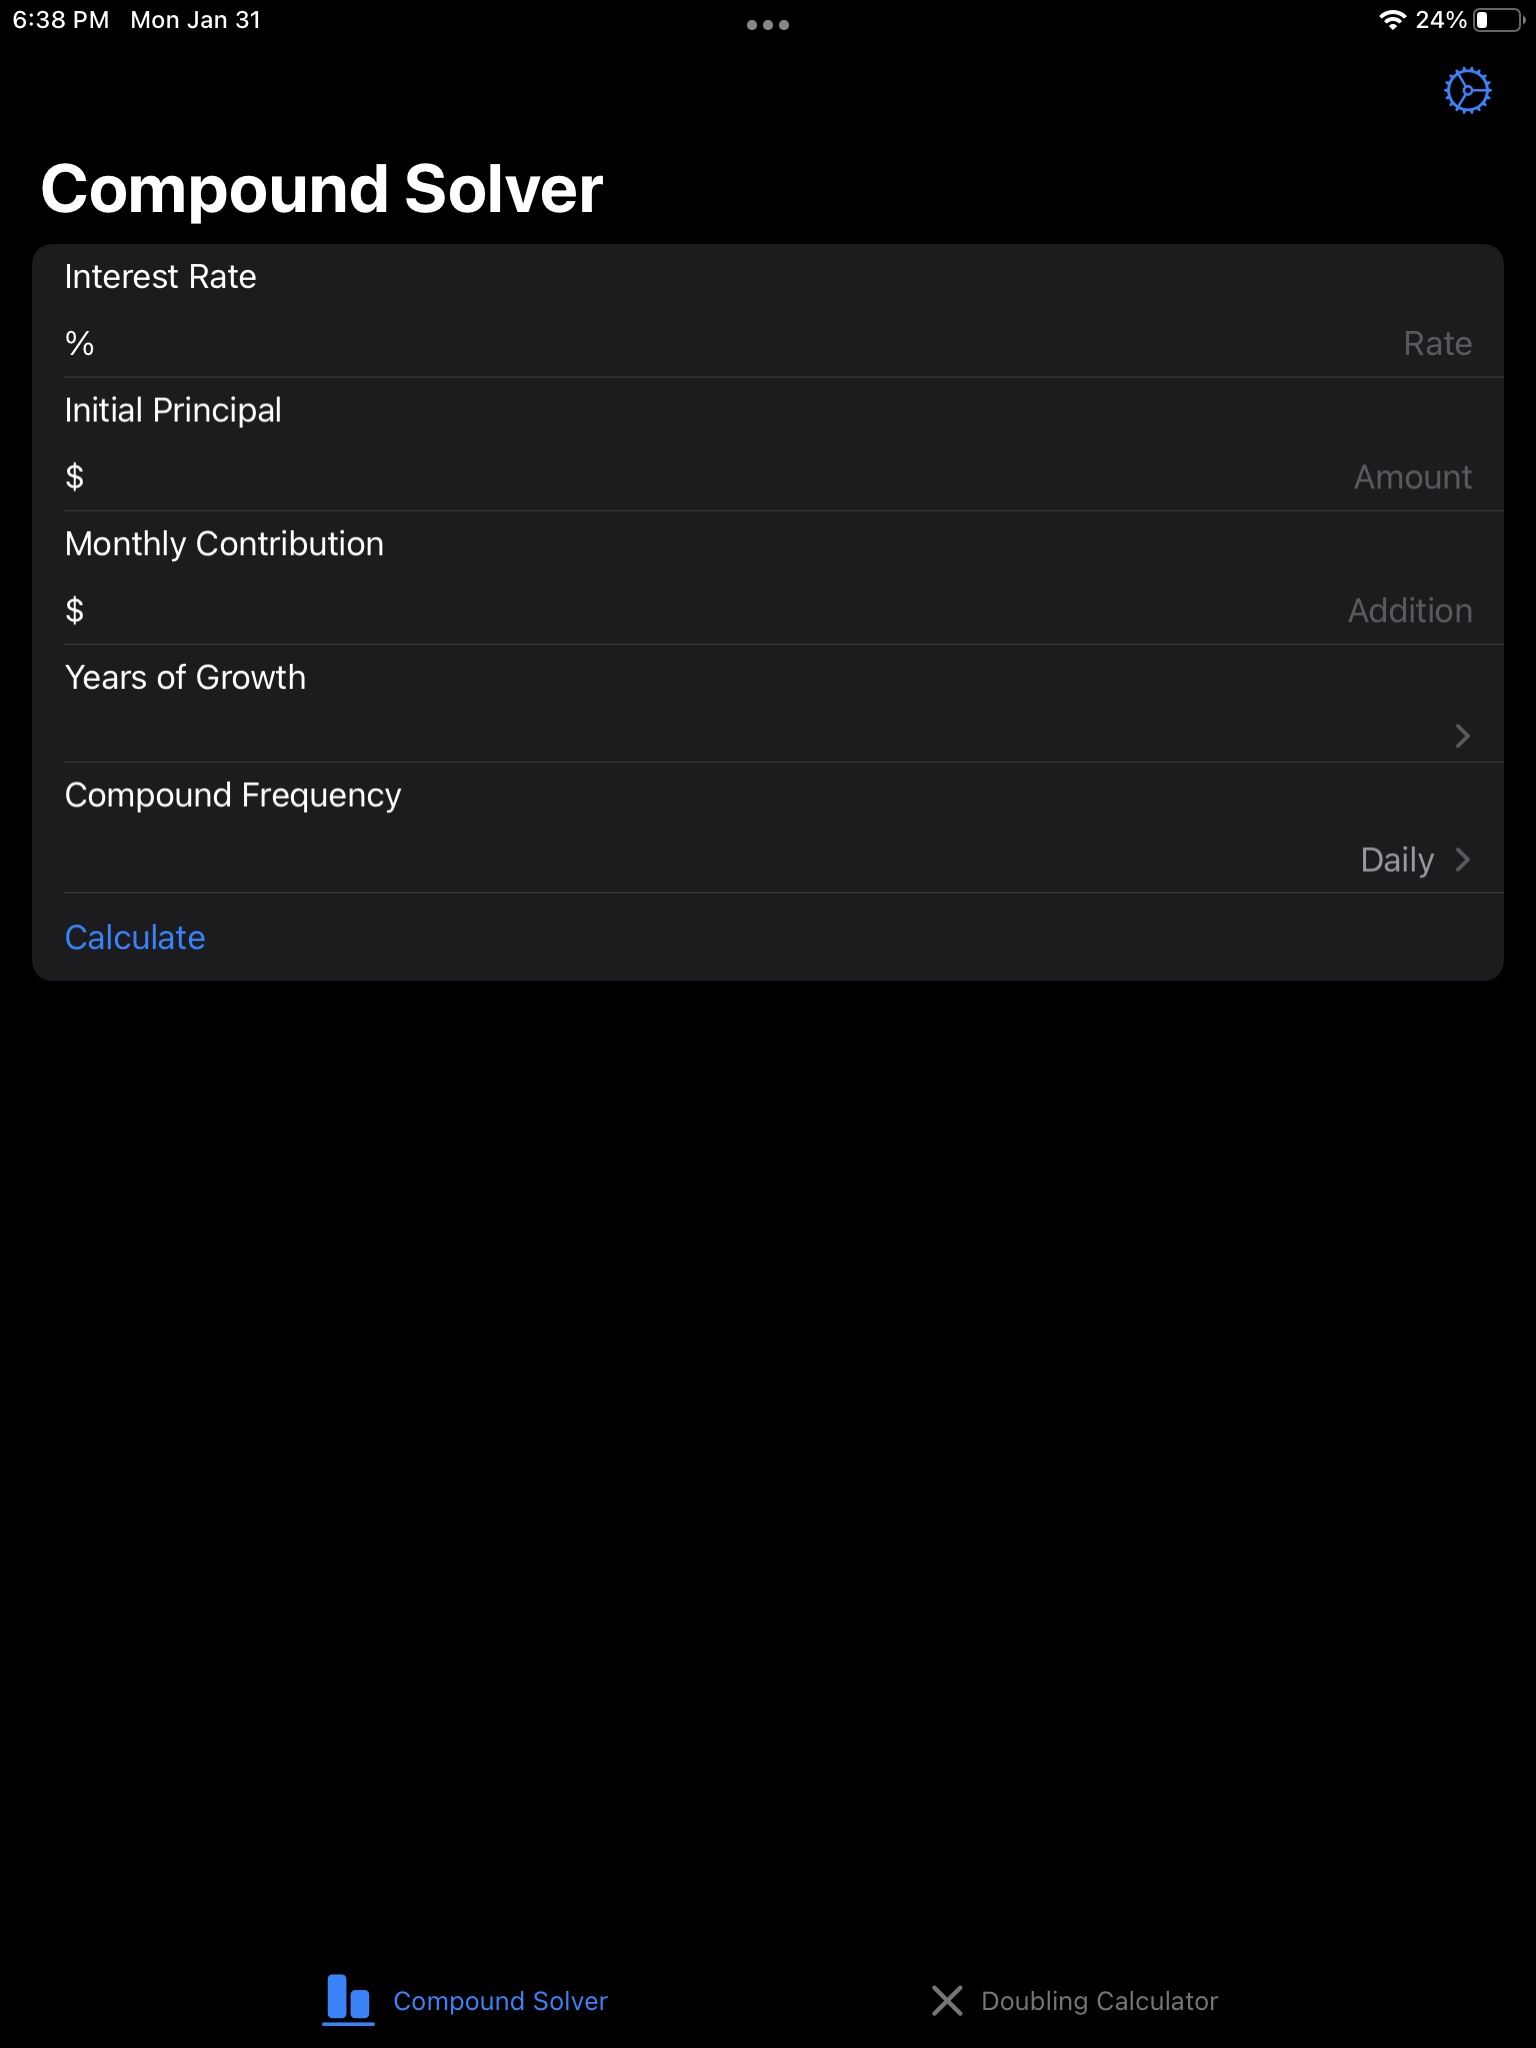 6:38 PM Mon Jan 31 24%
Compound Solver
Interest Rate
% Rate
Initial Principal
$ Amount
Monthly Contribution
$ Addition
Years of Growth
Compound Frequency
Daily
Calculate
Compound Solver Doubling Calculator